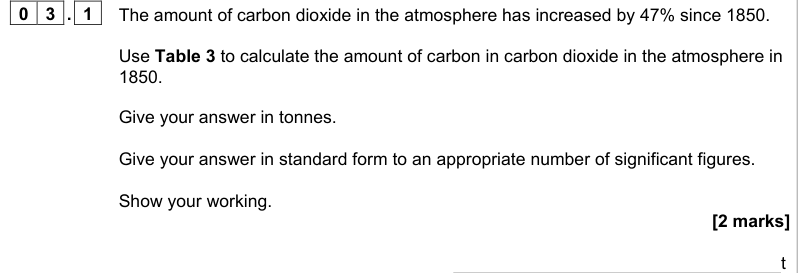 03.1 The amount of carbon dioxide in the atmosphere has increased by 47% since 1850.
Use Table 3 to calculate the amount of carbon in carbon dioxide in the atmosphere in
1850.
Give your answer in tonnes.
Give your answer in standard form to an appropriate number of significant figures.
Show your working.
[2 marks]
t